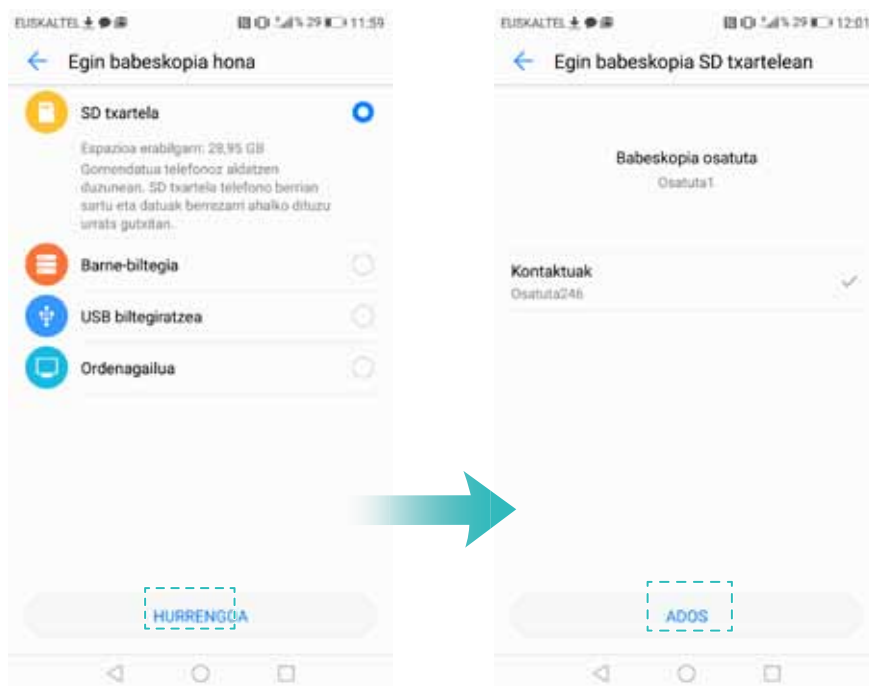 EUSKALTEL % 29 11:59
Egin babeskopia hona
SD txartela
Espazioa erabilgarri: 28,95 GB
Gomendatua telefonoz aldatzen
duzunean. SD txartela telefono berrian
sartu eta datuak berrezarri ahalko dituzu
urrats gutxitan.
Barne-biltegia
USB biltegiratzea
Ordenagailua
HURRENGOA
EUSKALTEL % 29 12:01
Egin babeskopia SD txartelean
Babeskopia osatuta
Osatuta1
Kontaktuak
Osatuta246
ADOS